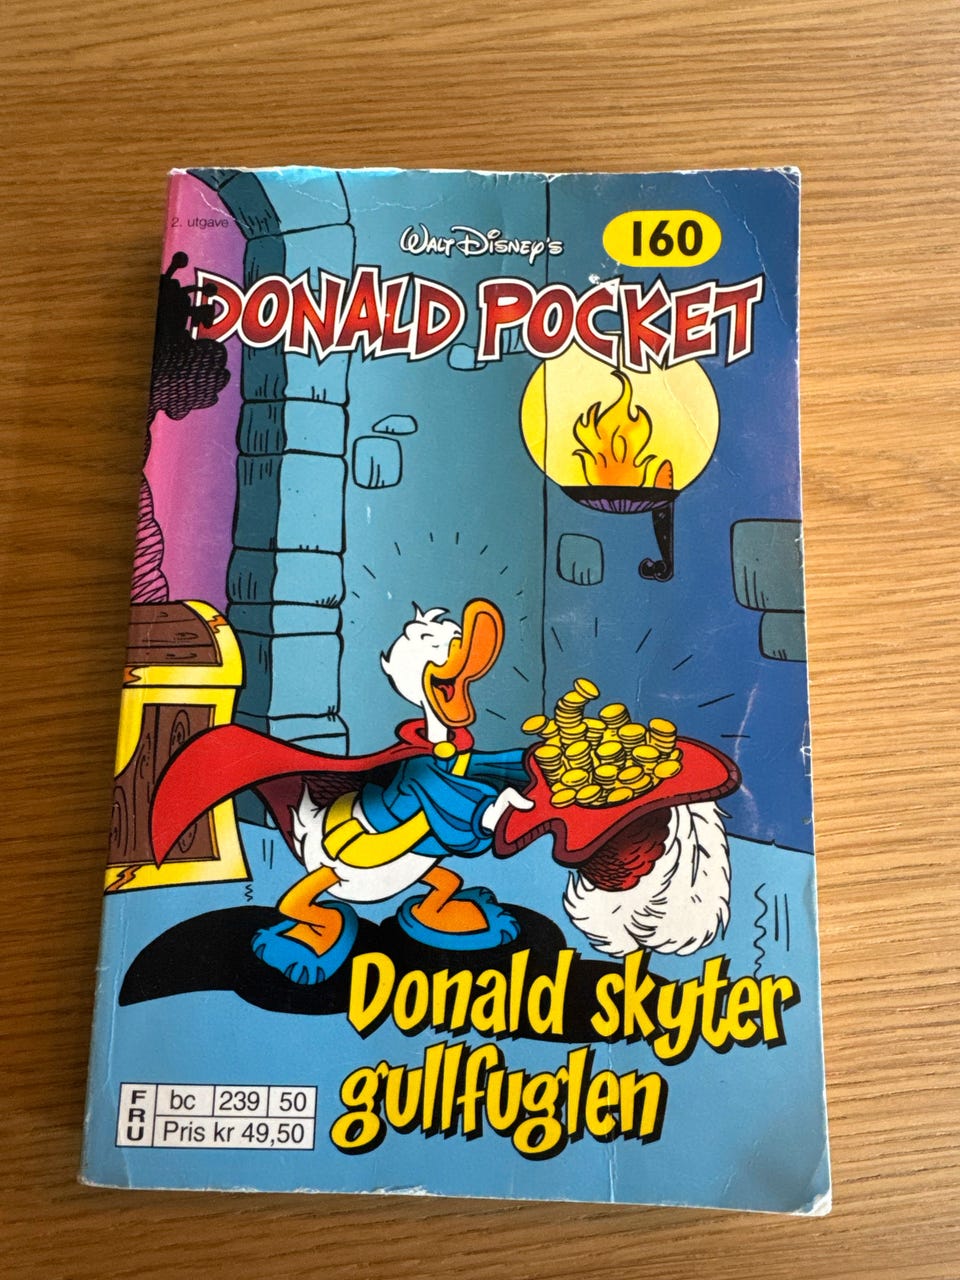 2. utgave
WALT DISNEY'S
160
DONALD POCKET
Donald skyter
gullfuglen
FRU
bc 239 50
Pris kr 49,50